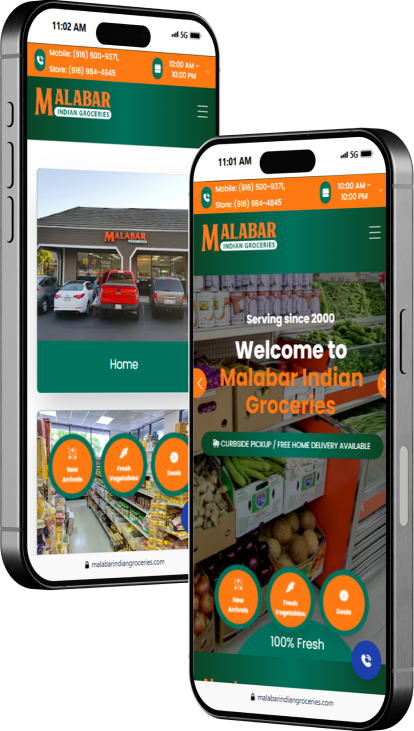 11:02 AM
5G
Mobile: (916) 500-9371,
Store: (916) 984-4845
10:00 AM -
10:00 PM
MALABAR
INDIAN GROCERIES
MALABAR
Home
New
Arrivals
Fresh
Vegetables
Deals
malabarindiangroceries.com
11:01 AM
5G
Mobile: (916) 500-9371,
Store: (916) 984-4845
10:00 AM -
10:00 PM
MALABAR
INDIAN GROCERIES
Serving since 2000
Welcome to
Malabar Indian
Groceries
CURBSIDE PICKUP / FREE HOME DELIVERY AVAILABLE
New
Arrivals
Fresh
Vegetables
Deals
100% Fresh
malabarindiangroceries.com